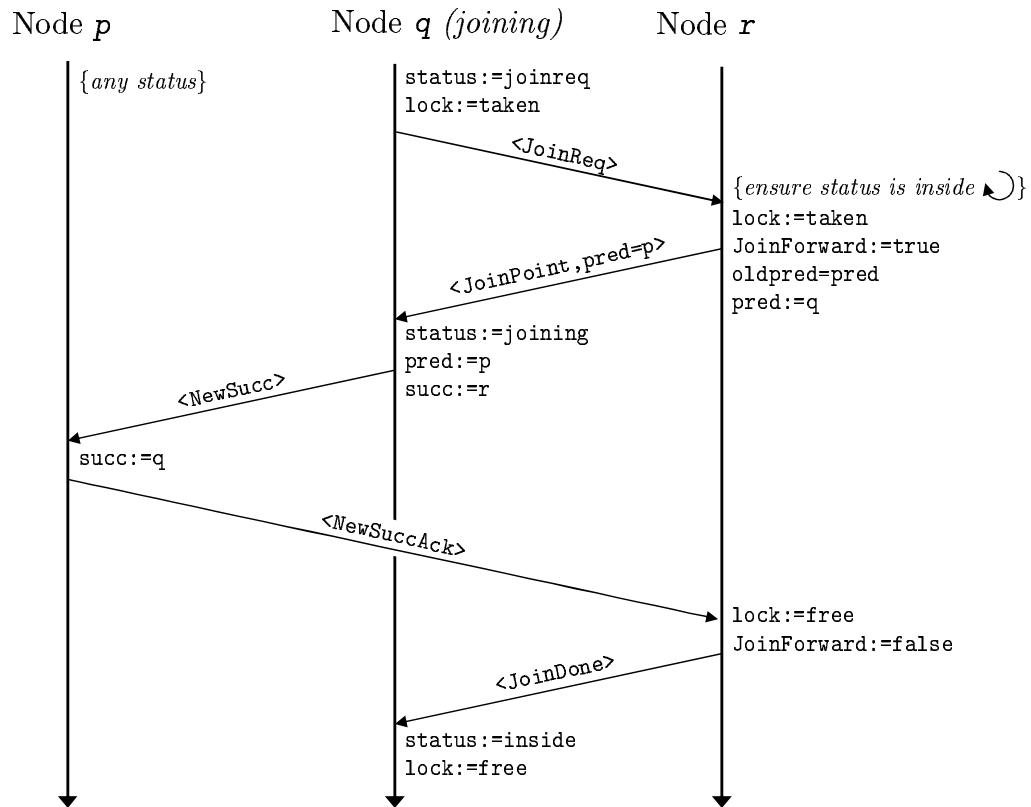 Node p
Node q (joining)
Node r
{any status}
status:=joinreq
lock:=taken
<JoinReq>
{ensure status is inside }
lock:=taken
JoinForward:=true
oldpred=pred
pred:=q
<JoinPoint,pred=p>
status:=joining
pred:=p
succ:=r
<NewSucc>
succ:=q
<NewSuccAck>
lock:=free
JoinForward:=false
<JoinDone>
status:=inside
lock:=free